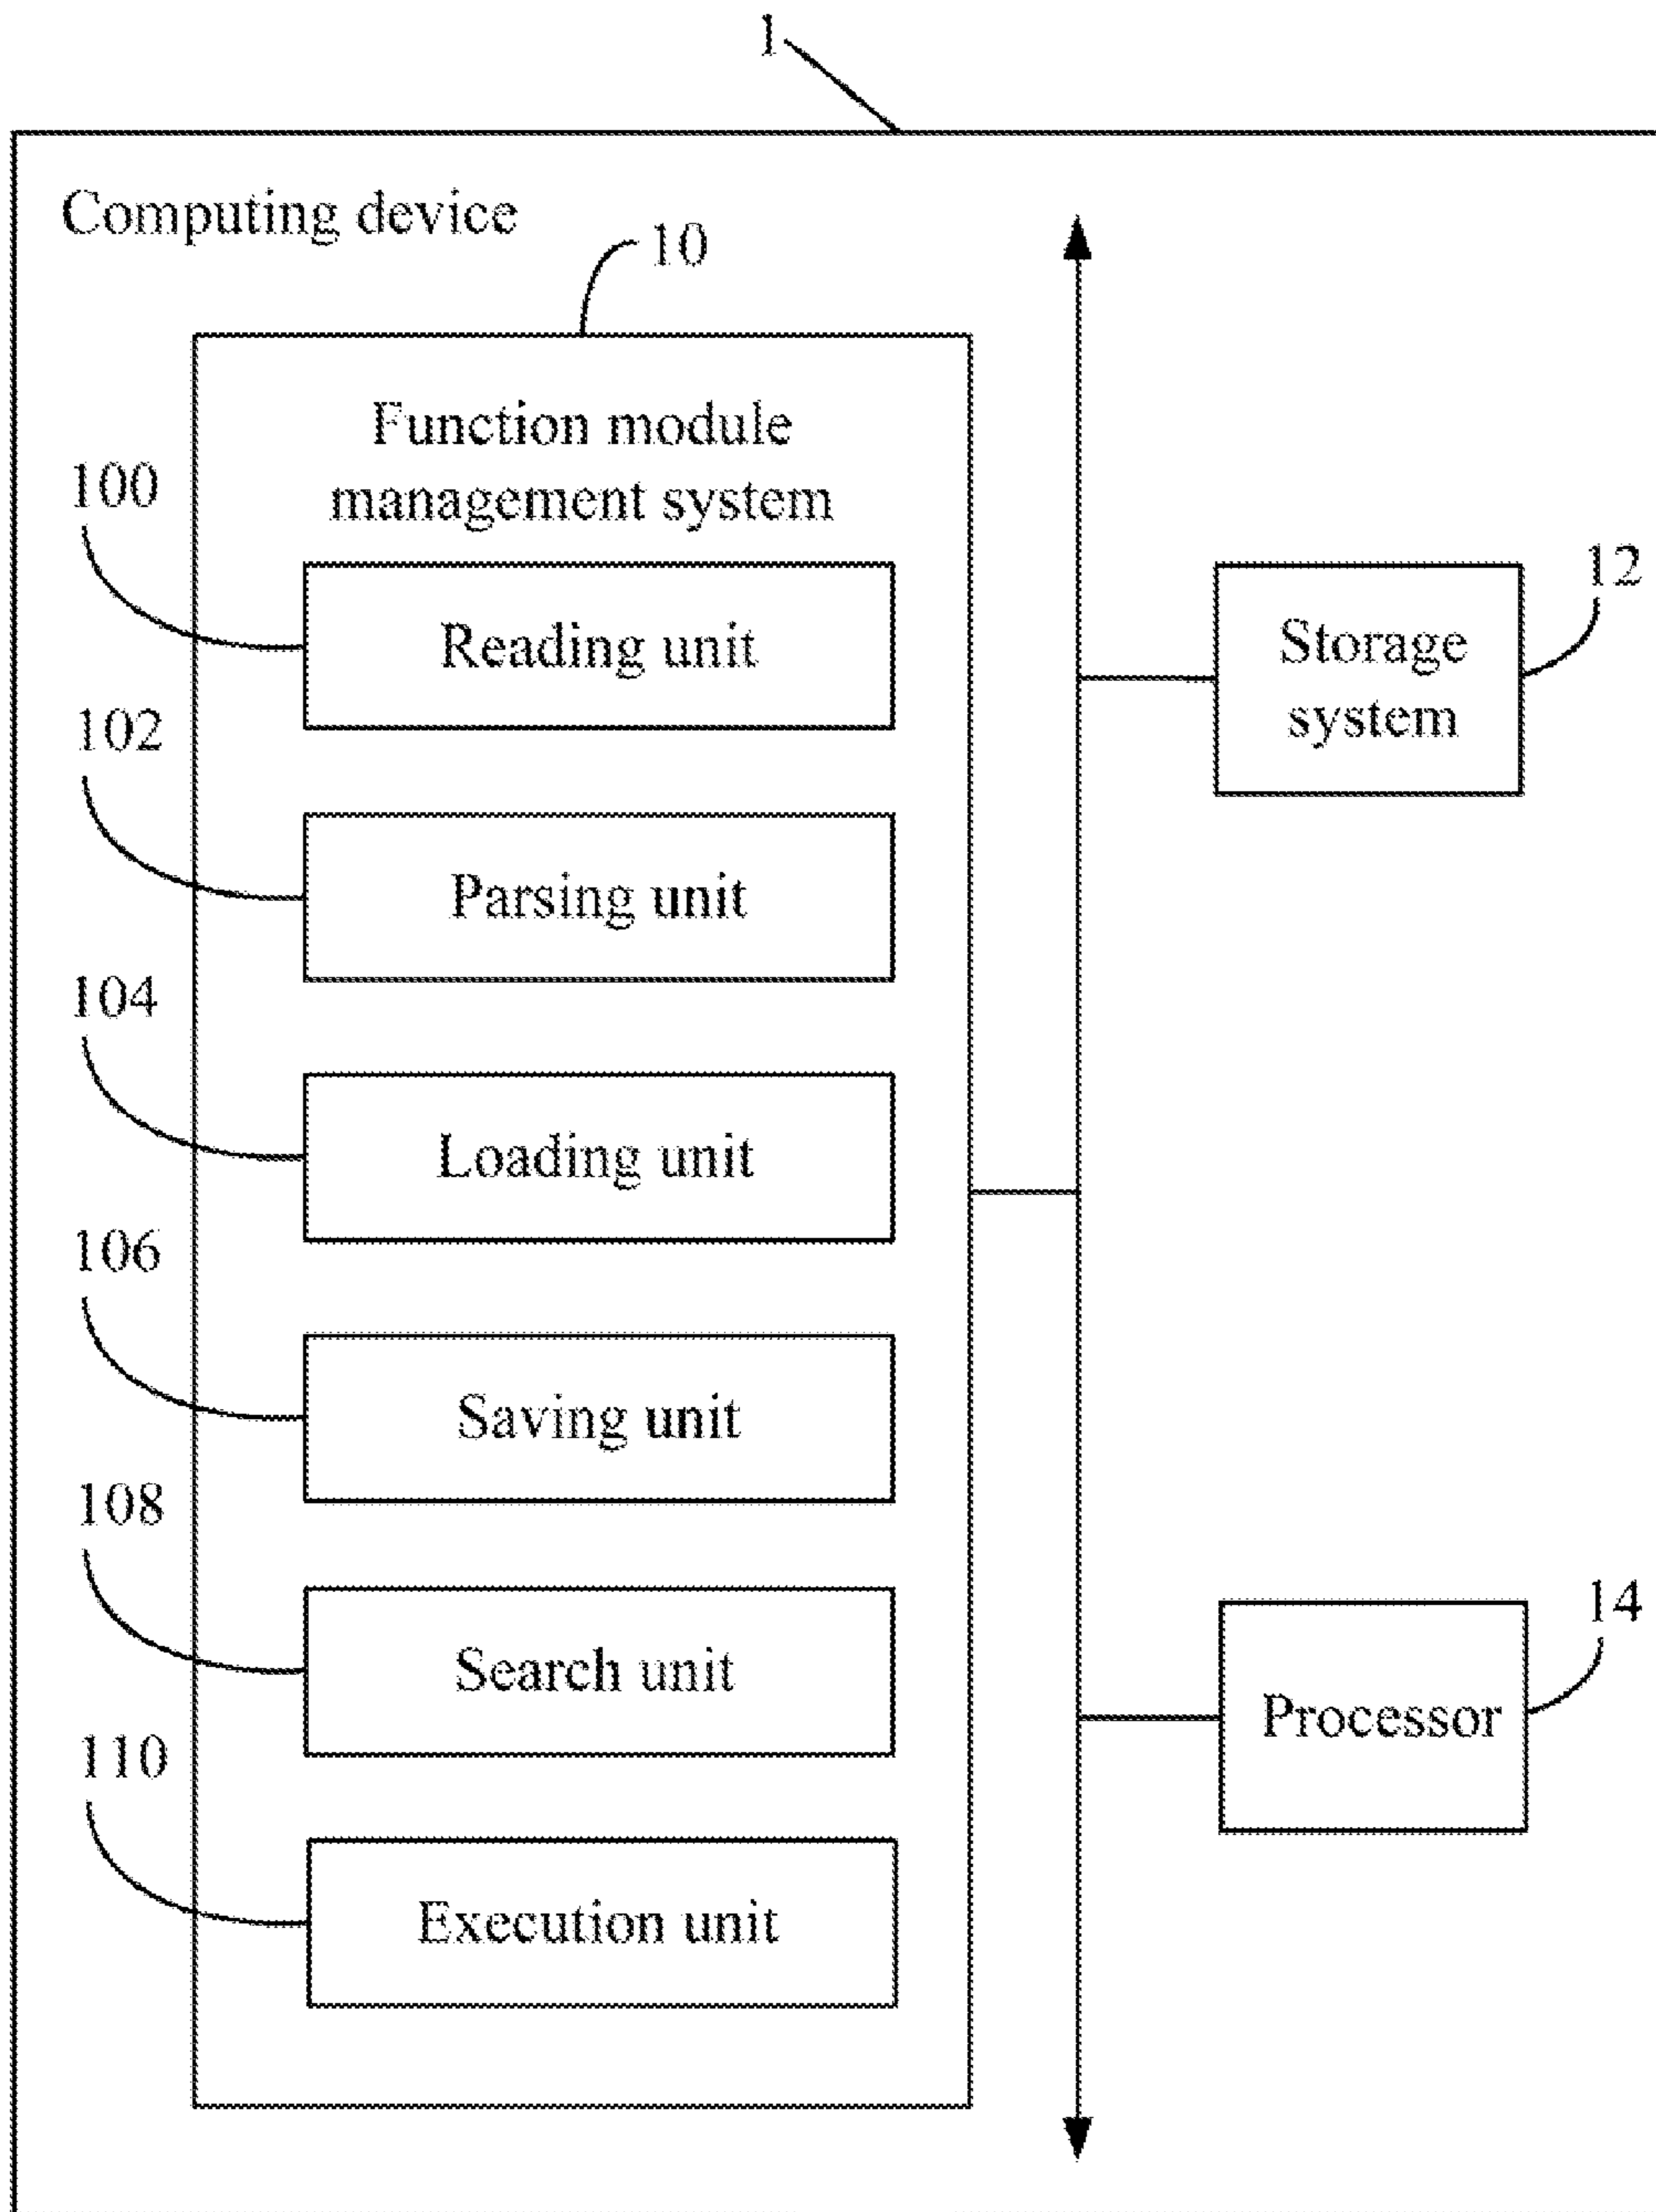 1
Computing device
10
Function module
management system
100
Reading unit
12
Storage
system
102
Parsing unit
104
Loading unit
106
Saving unit
108
Search unit
14
Processor
110
Execution unit